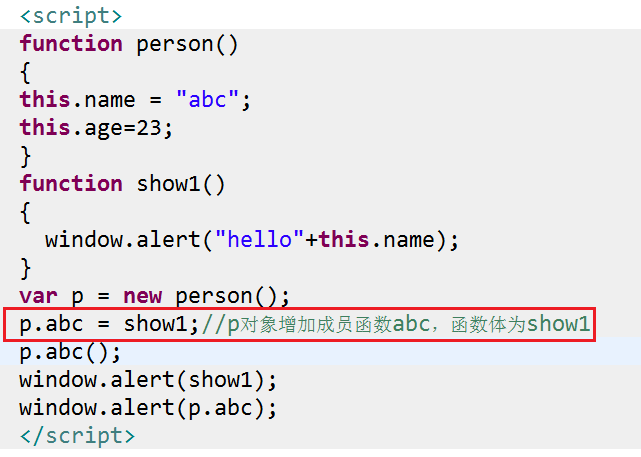 <script>
function person()
{
this.name = "abc";
this.age=23;
}
function show1()
{
  window.alert("hello"+this.name);
}
var p = new person();
p.abc = show1;//p对象增加成员函数abc，函数体为show1
p.abc();
window.alert(show1);
window.alert(p.abc);
</script>